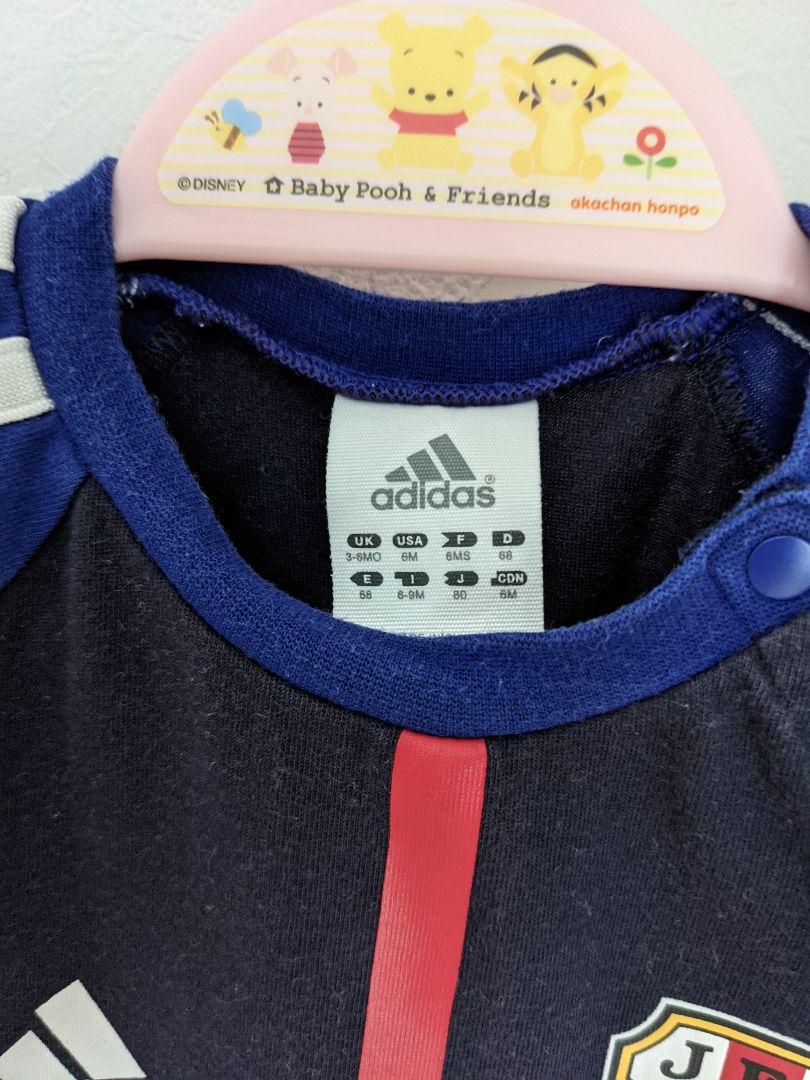 ©DISNEY Baby Pooh & Friends akachan honpo
adidas®
UK USA F D
3-6MO 6M 6MS 68
E I J CDN
68 6-9M 80 6M